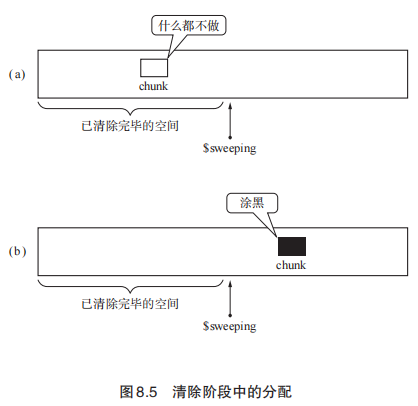 什么都不做
(a)
chunk
已清除完毕的空间
$sweeping
涂黑
(b)
chunk
已清除完毕的空间
$sweeping
图8.5 清除阶段中的分配